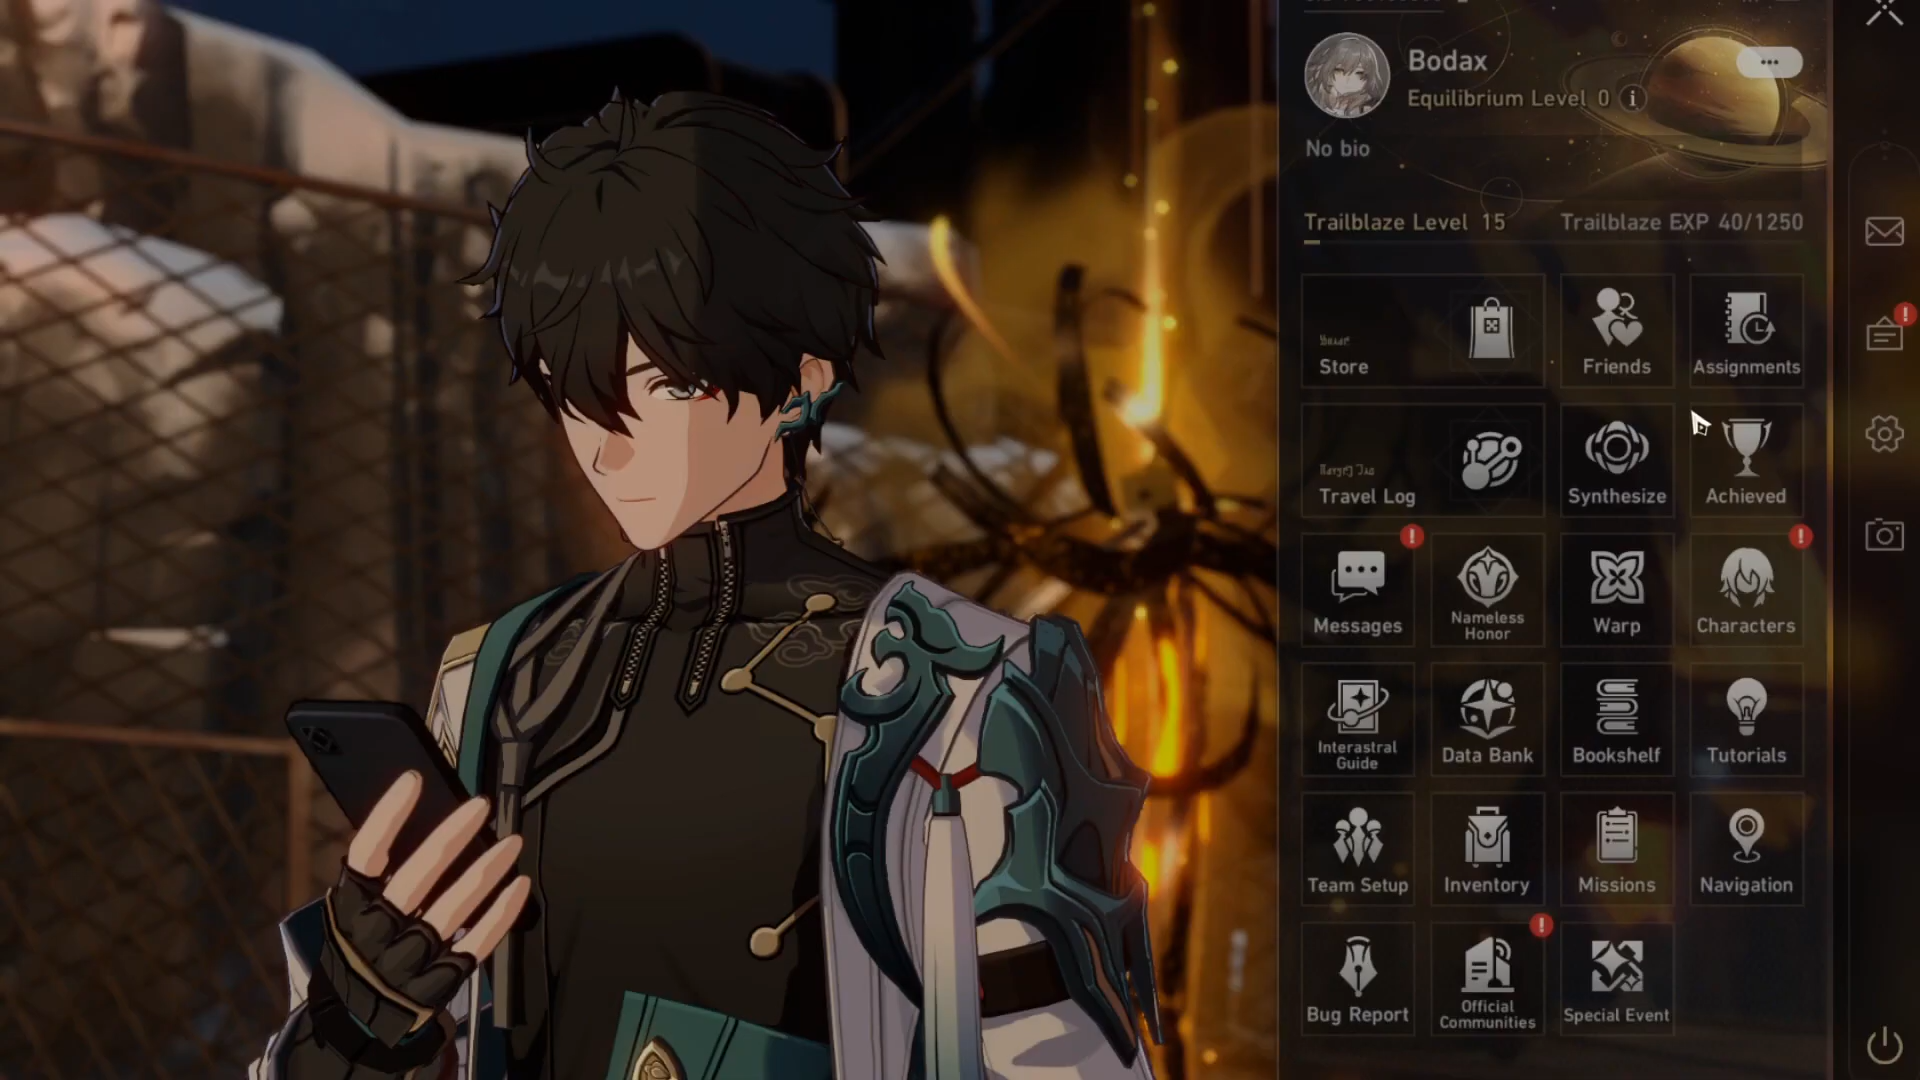 Bodax
Equilibrium Level 0
No bio
Trailblaze Level 15
Trailblaze EXP 40/1250
Store
Friends
Assignments
Travel Log
Synthesize
Achieved
Messages
Nameless
Honor
Warp
Characters
Interastral
Guide
Data Bank
Bookshelf
Tutorials
Team Setup
Inventory
Missions
Navigation
Bug Report
Official
Communities
Special Event